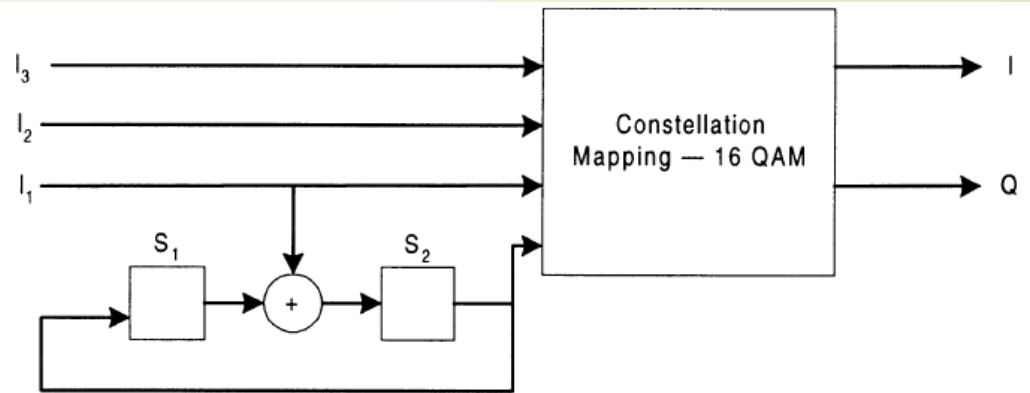 I₃
I
I₂
Constellation
Mapping — 16 QAM
I₁
Q
S₁
S₂
+